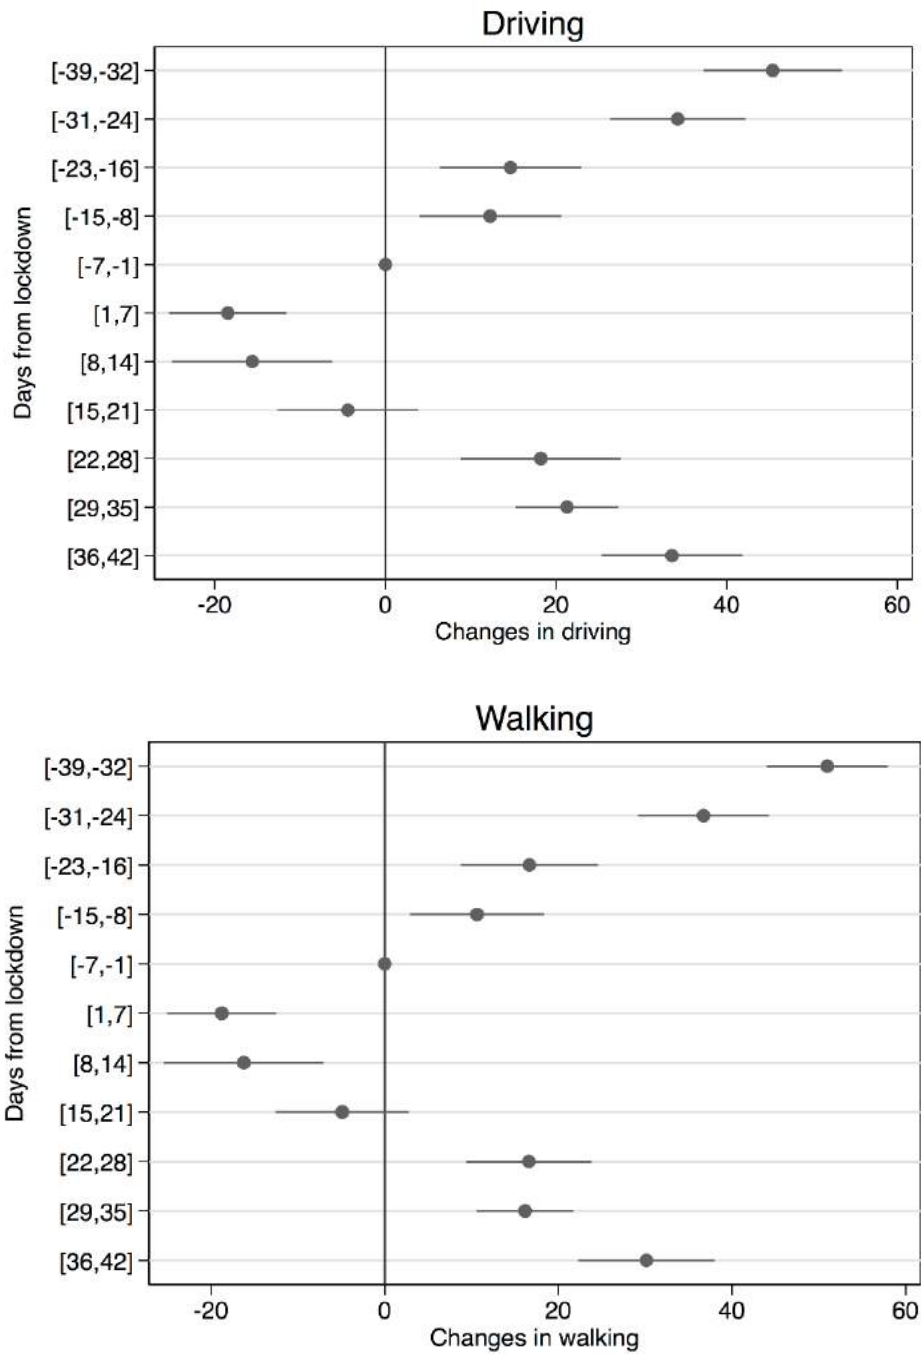 Driving
Days from lockdown
[-39,-32]
[-31,-24]
[-23,-16]
[-15,-8]
[-7,-1]
[1,7]
[8,14]
[15,21]
[22,28]
[29,35]
[36,42]
-20 0 20 40 60
Changes in driving
Walking
Days from lockdown
[-39,-32]
[-31,-24]
[-23,-16]
[-15,-8]
[-7,-1]
[1,7]
[8,14]
[15,21]
[22,28]
[29,35]
[36,42]
-20 0 20 40 60
Changes in walking